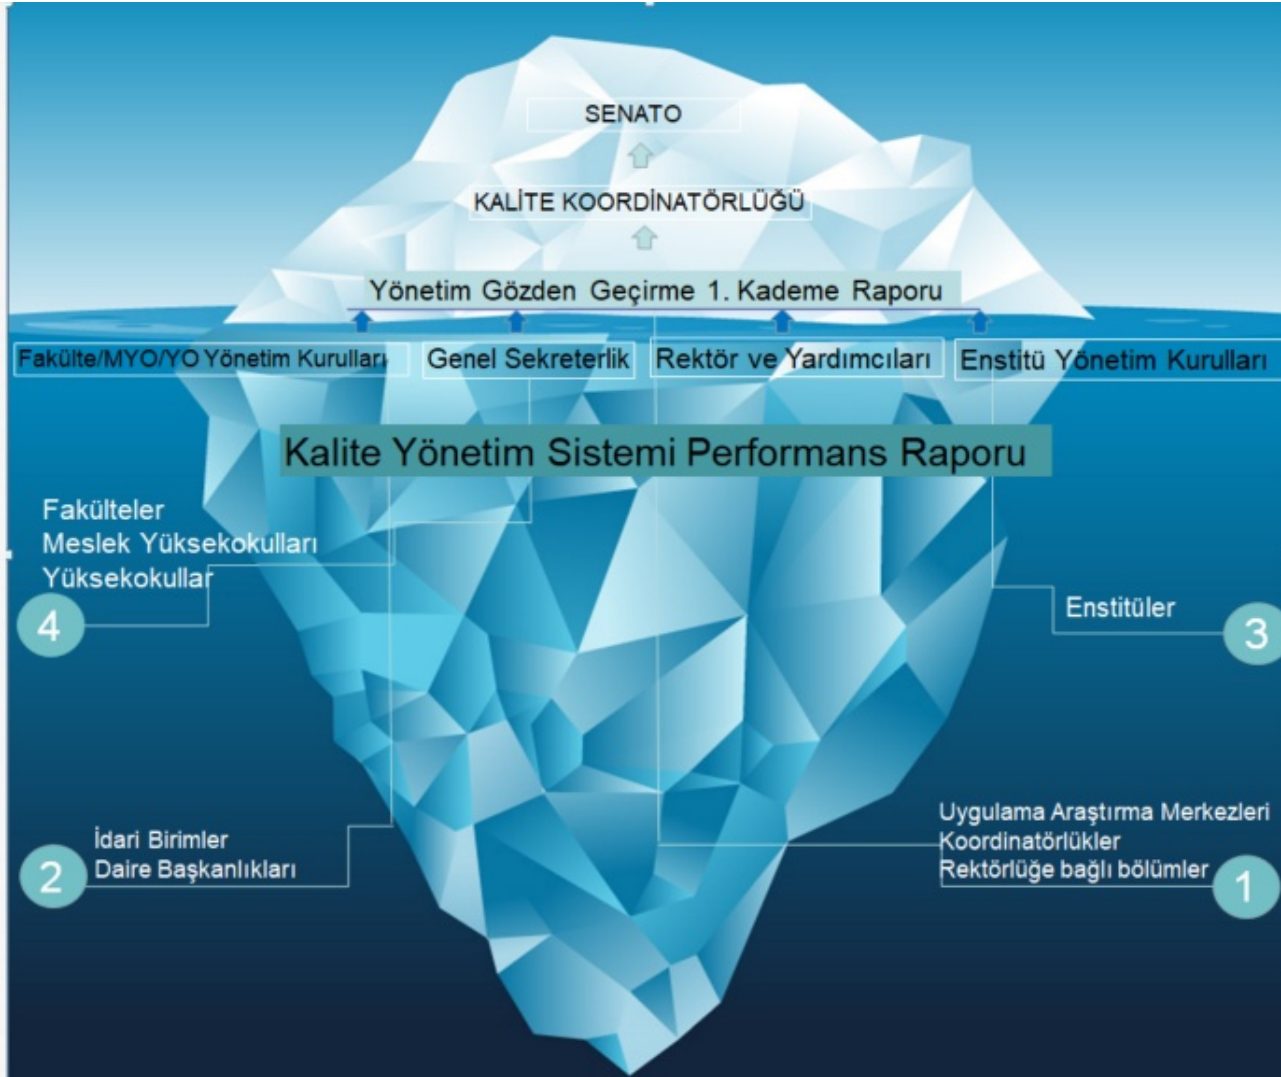 SENATO
KALİTE KOORDİNATÖRLÜĞÜ
Yönetim Gözden Geçirme 1. Kademe Raporu
Fakülte/MYO/YO Yönetim Kurulları
Genel Sekreterlik
Rektör ve Yardımcıları
Enstitü Yönetim Kurulları
Kalite Yönetim Sistemi Performans Raporu
Fakülteler
Meslek Yüksekokulları
Yüksekokullar
4
Enstitüler
3
İdari Birimler
Daire Başkanlıkları
2
Uygulama Araştırma Merkezleri
Koordinatörlükler
Rektörlüğe bağlı bölümler
1